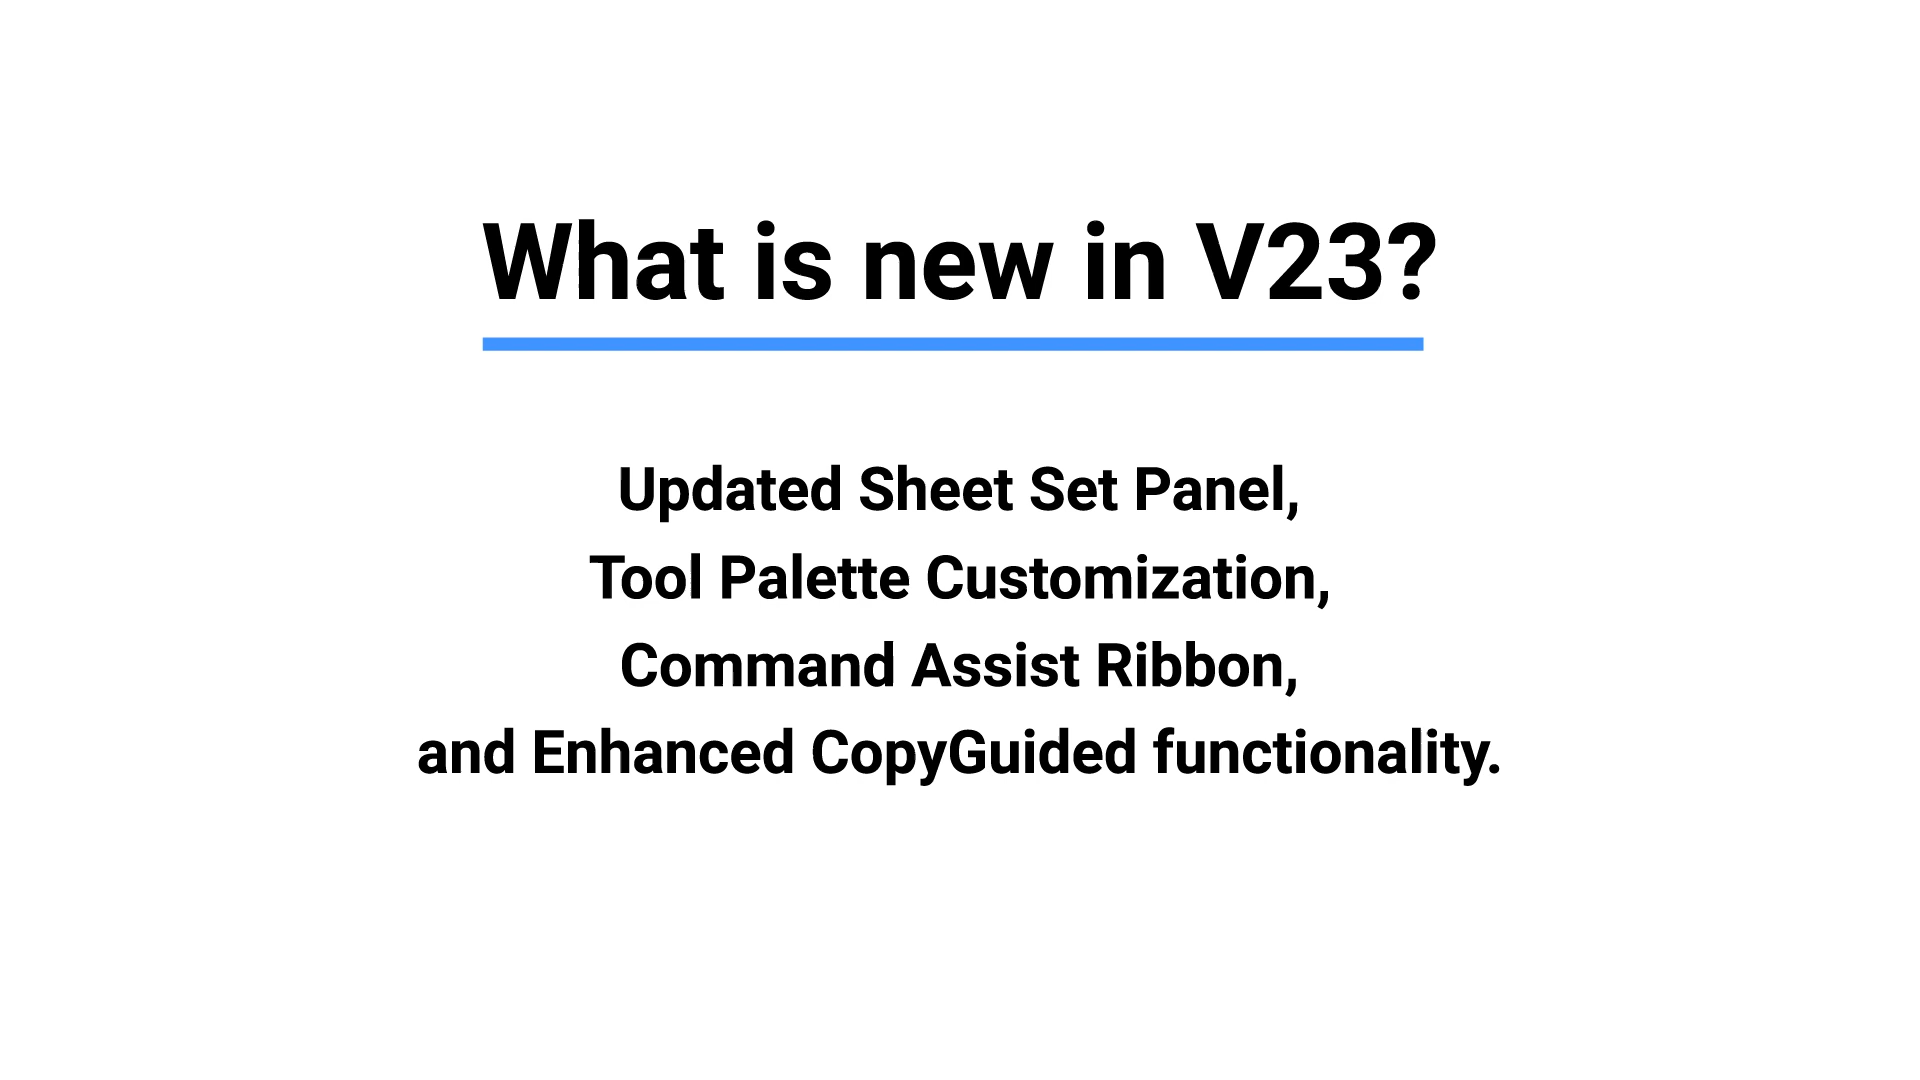 What is new in V23?
Updated Sheet Set Panel,
Tool Palette Customization,
Command Assist Ribbon,
and Enhanced CopyGuided functionality.